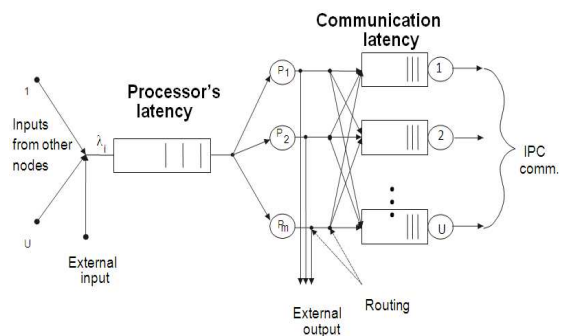 Communication
latency
Processor's
latency
1
Inputs
from other
nodes
U
λi
External
input
P1
P2
Pm
1
2
U
IPC
comm.
External
output
Routing